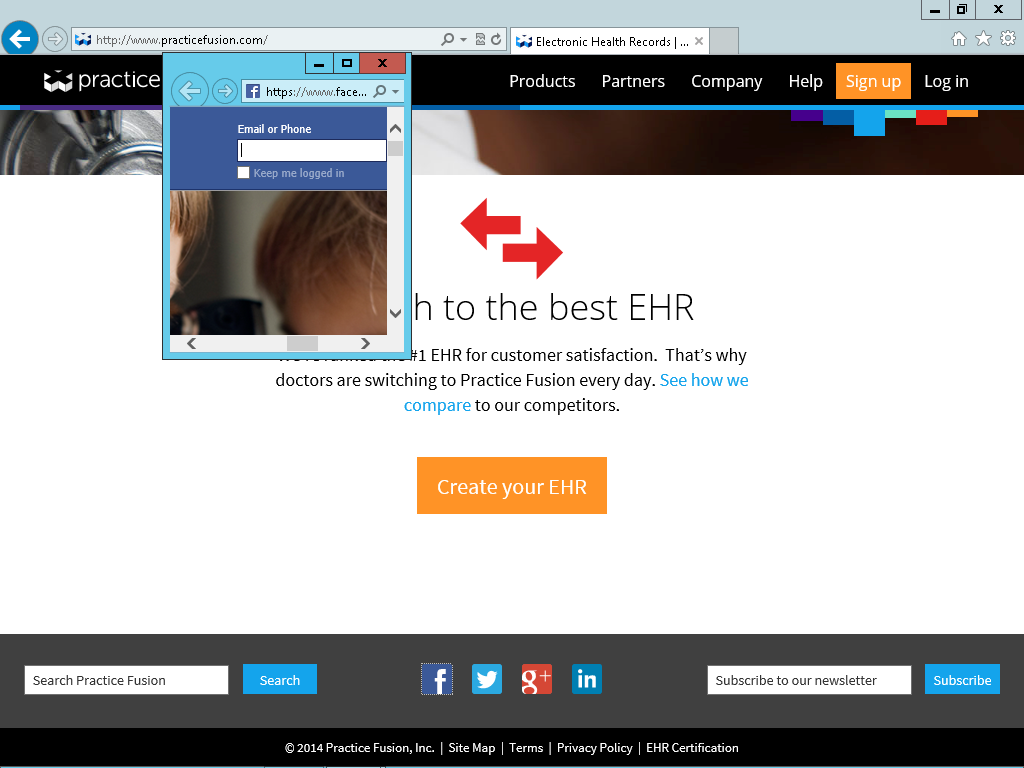 http://www.practicefusion.com/
Electronic Health Records | ...
practice
https://www.face...
Products
Partners
Company
Help
Sign up
Log in
Email or Phone
Keep me logged in
h to the best EHR
#1 EHR for customer satisfaction. That's why
doctors are switching to Practice Fusion every day. See how we
compare to our competitors.
Create your EHR
Search Practice Fusion
Search
f
g+
in
Subscribe to our newsletter
Subscribe
© 2014 Practice Fusion, Inc. | Site Map | Terms | Privacy Policy | EHR Certification